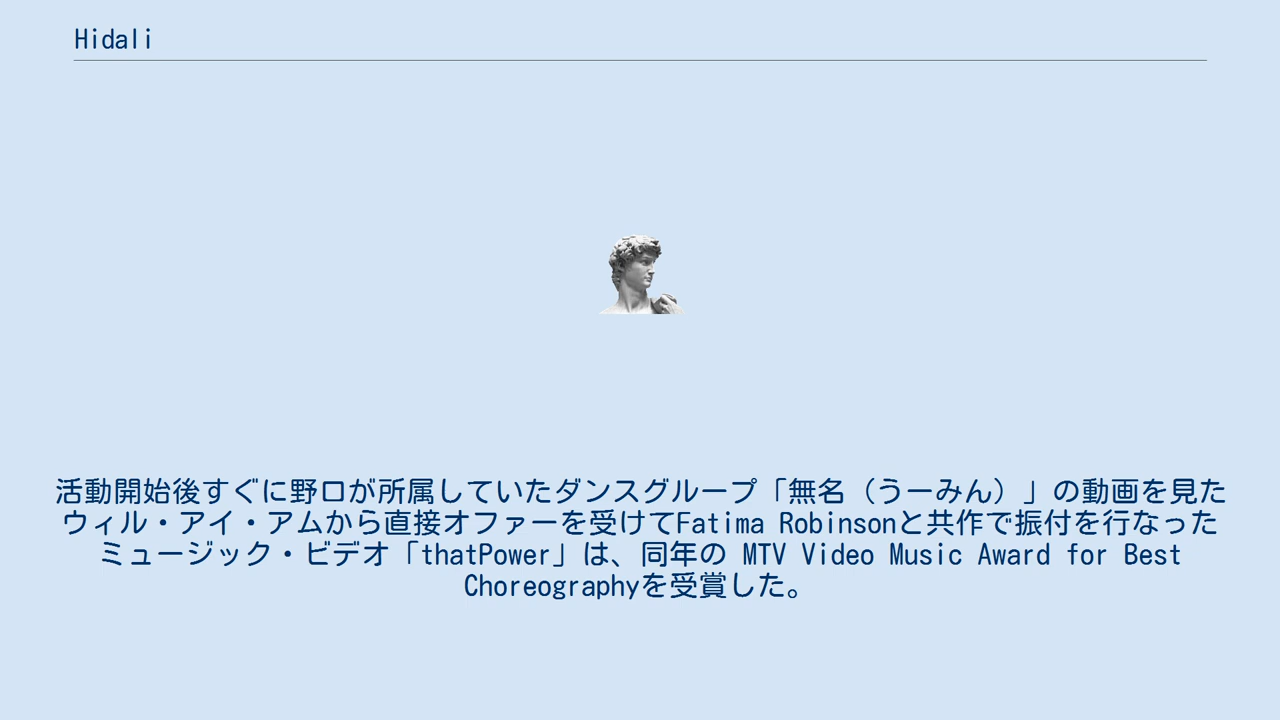 Hidali
活動開始後すぐに野口が所属していたダンスグループ「無名（うーみん）」の動画を見た
ウィル・アイ・アムから直接オファーを受けてFatima Robinsonと共作で振付を行なった
ミュージック・ビデオ「thatPower」は、同年の MTV Video Music Award for Best
Choreographyを受賞した。